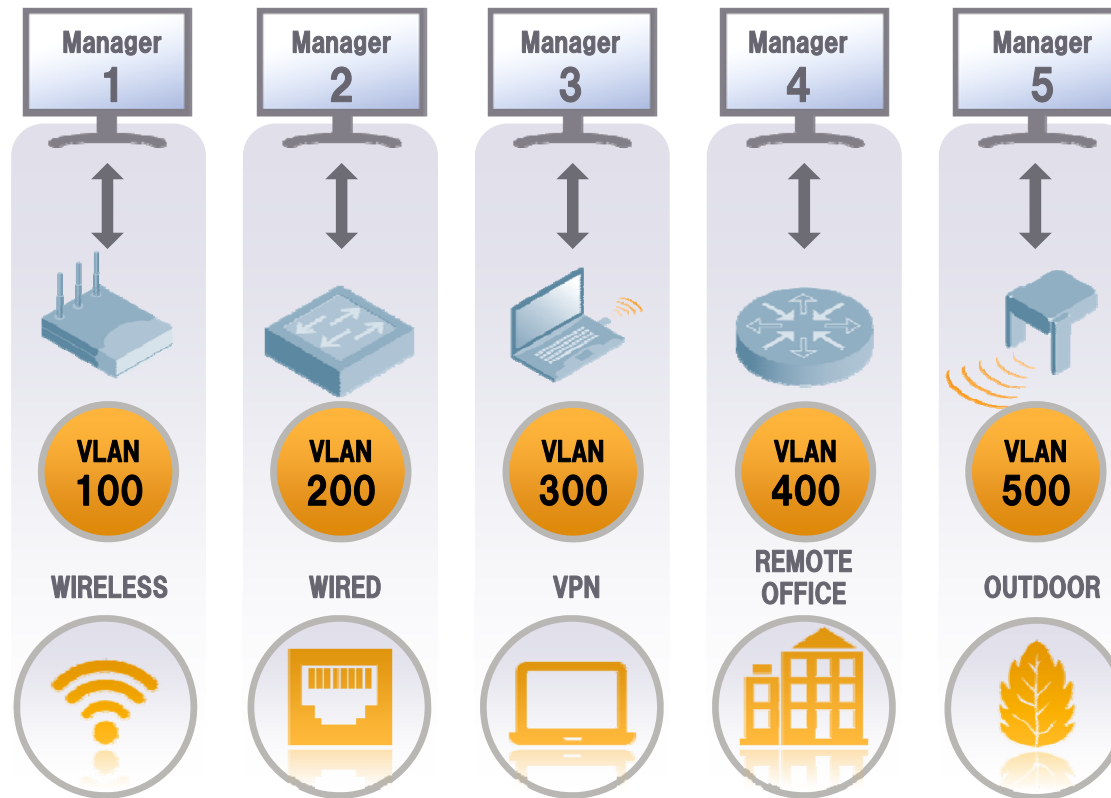 Manager
1
Manager
2
Manager
3
Manager
4
Manager
5
VLAN
100
VLAN
200
VLAN
300
VLAN
400
VLAN
500
WIRELESS
WIRED
VPN
REMOTE
OFFICE
OUTDOOR